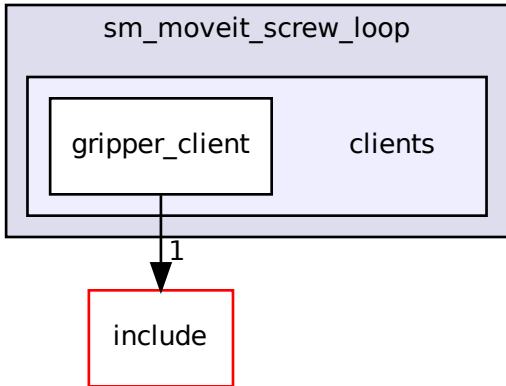 sm_moveit_screw_loop
gripper_client
clients
1
include